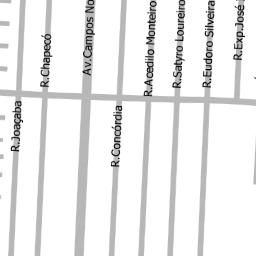 R.Joaçaba
R.Chapecó
Av.Campos No
R.Concórdia
R.Acedilo Monteiro
R.Satyro Loureiro
R.Eudoro Silveira
R.Exp.José